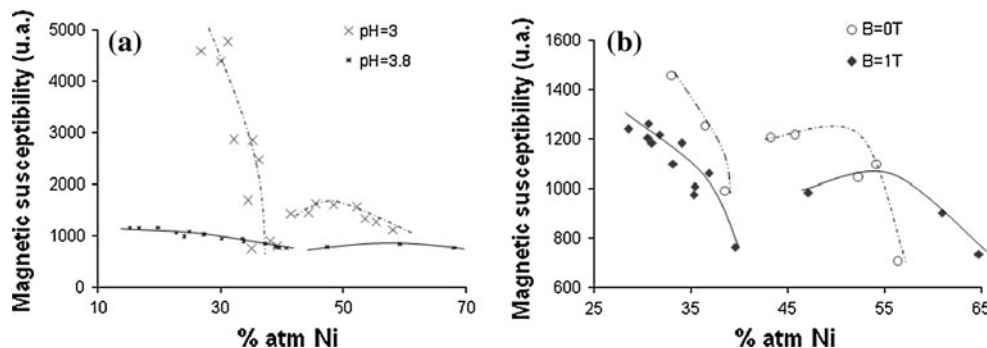 (a)
× pH=3
pH=3.8
Magnetic susceptibility (u.a.)
5000
4000
3000
2000
1000
0
10 30 50 70
% atm Ni
(b)
B=0T
B=1T
Magnetic susceptibility (u.a.)
1600
1400
1200
1000
800
600
25 35 45 55 65
% atm Ni